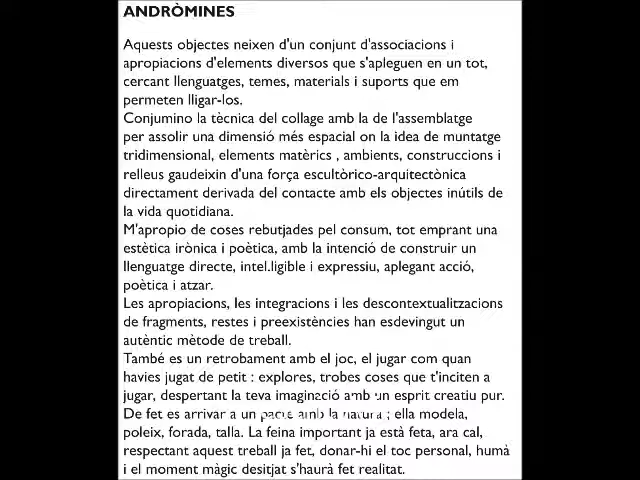 ANDRÒMINES
Aquests objectes neixen d'un conjunt d'associacions i
apropiacions d'elements diversos que s'apleguen en un tot,
cercant llenguatges, temes, materials i suports que em
permeten lligar-los.
Conjumino la tècnica del collage amb la de l'assemblatge
per assolir una dimensió més espacial on la idea de muntatge
tridimensional, elements matèrics , ambients, construccions i
relleus gaudeixin d'una força escultòrico-arquitectònica
directament derivada del contacte amb els objectes inútils de
la vida quotidiana.
M'apropio de coses rebutjades pel consum, tot emprant una
estètica irònica i poètica, amb la intenció de construir un
llenguatge directe, intel.ligible i expressiu, aplegant acció,
poètica i atzar.
Les apropiacions, les integracions i les descontextualitzacions
de fragments, restes i preexistències han esdevingut un
autèntic mètode de treball.
També es un retrobament amb el joc, el jugar com quan
havies jugat de petit : explores, trobes coses que t'inciten a
jugar, despertant la teva imaginació amb un esprit creatiu pur.
De fet es arrivar a un pacte amb la natura ; ella modela,
poleix, forada, talla. La feina important ja està feta, ara cal,
respectant aquest treball ja fet, donar-hi el toc personal, humà
i el moment màgic desitjat s'haurà fet realitat.